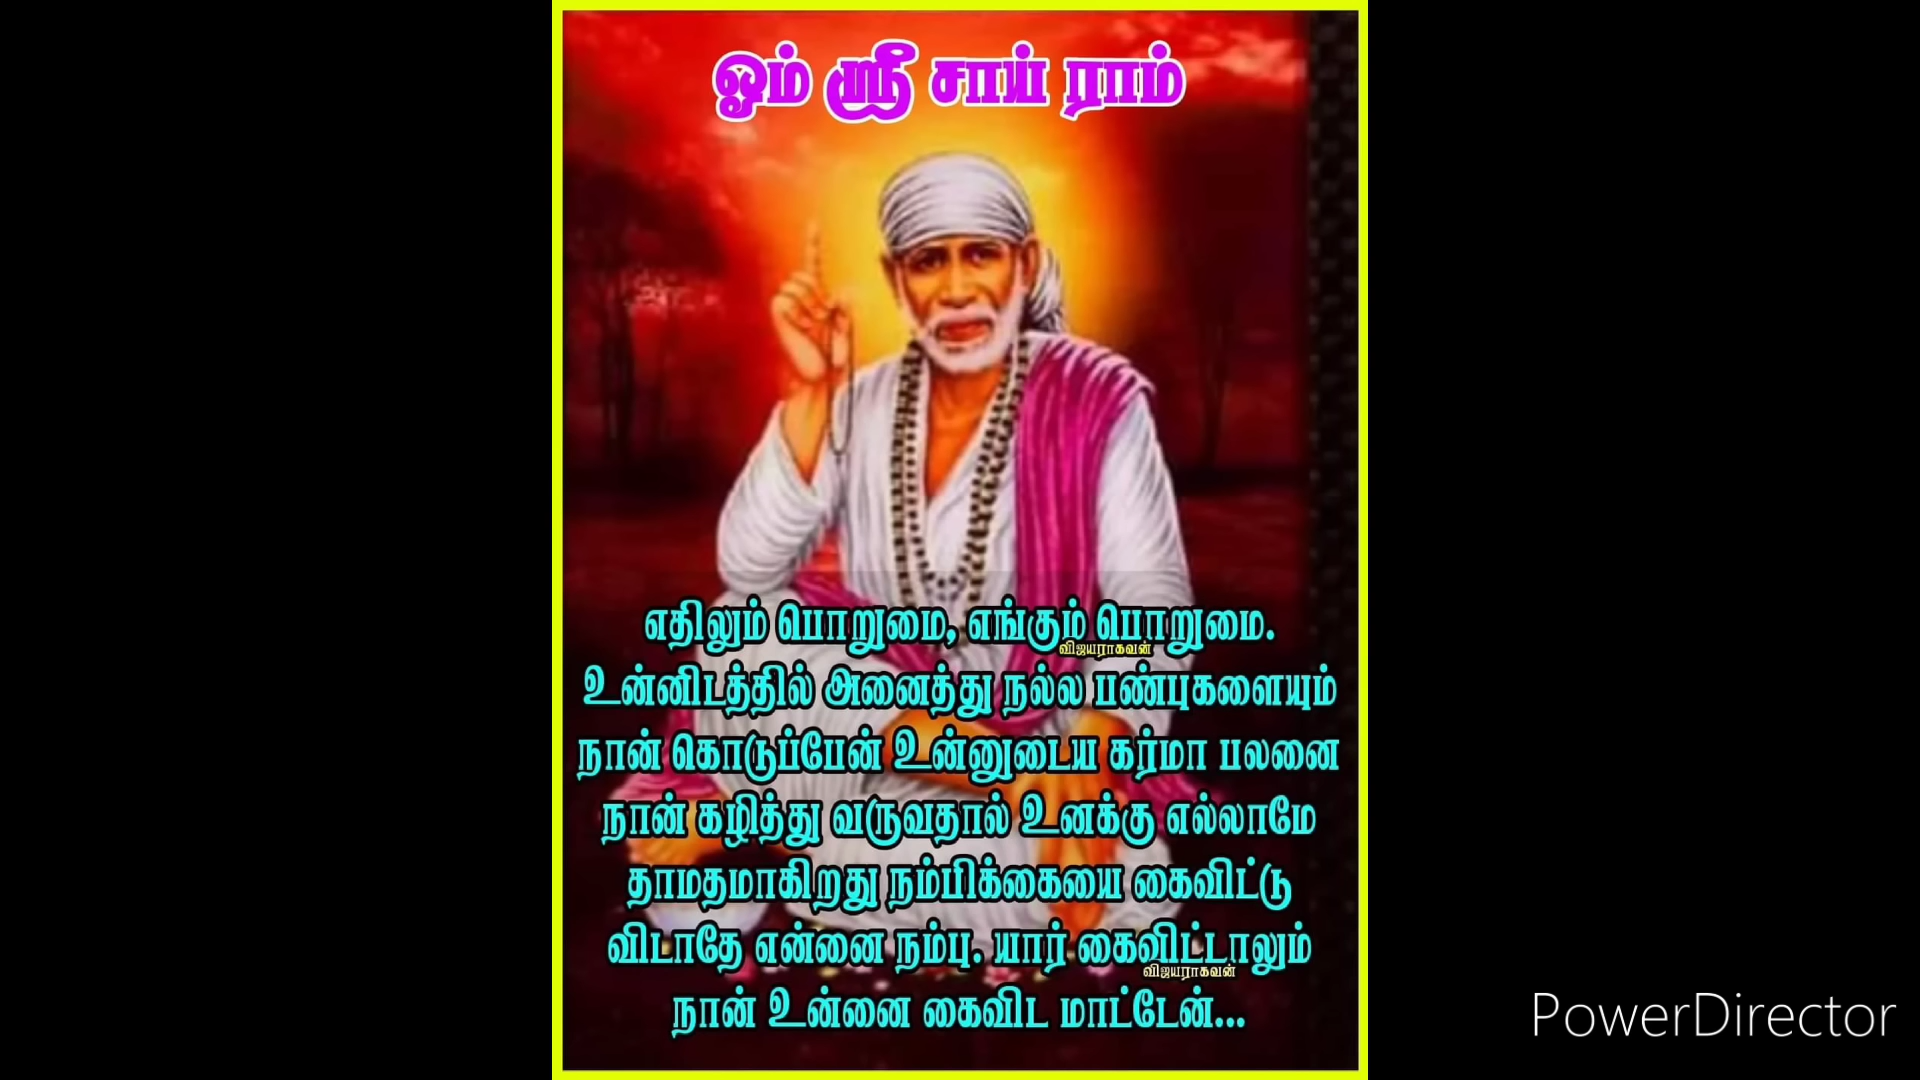 ஓம் ஸ்ரீ சாய் ராம்
எதிலும் பொறுமை, எங்கும் பொறுமை.
விஜயராகவன்
உன்னிடத்தில் அனைத்து நல்ல பண்புகளையும்
நான் கொடுப்பேன் உன்னுடைய கர்மா பலனை
நான் கழித்து வருவதால் உனக்கு எல்லாமே
தாமதமாகிறது நம்பிக்கையை கைவிட்டு
விடாதே என்னை நம்பு. யார் கைவிட்டாலும்
விஜயராகவன்
நான் உன்னை கைவிட மாட்டேன்...
PowerDirector